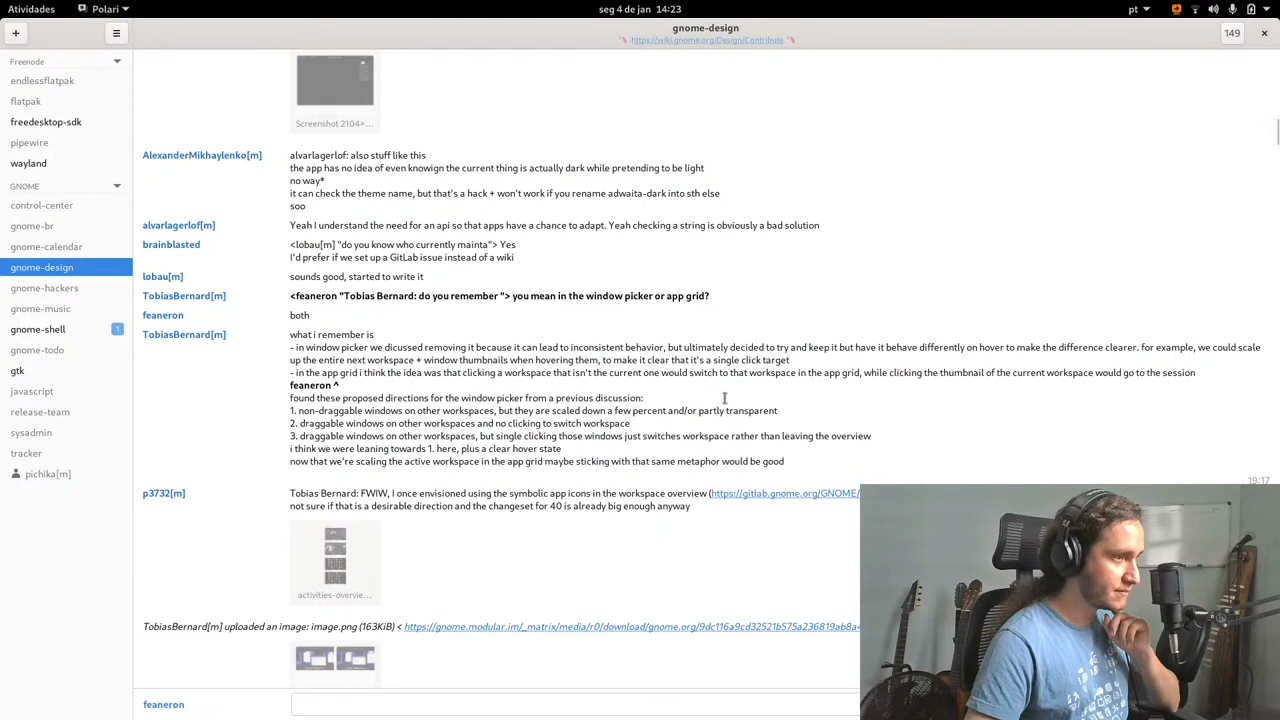 Atividades
Polari
seg 4 de jan 14:23
pt
gnome-design
https://wiki.gnome.org/Design/Contribute
149
Freenode
endlessflatpak
flatpak
freedesktop-sdk
pipewire
wayland
GNOME
control-center
gnome-br
gnome-calendar
gnome-design
gnome-hackers
gnome-music
gnome-shell
1
gnome-todo
gtk
javascript
release-team
sysadmin
tracker
pichika[m]
Screenshot 2104×...
AlexanderMikhaylenko[m]
alvarlagerlof: also stuff like this
the app has no idea of even knowign the current thing is actually dark while pretending to be light
no way*
it can check the theme name, but that's a hack + won't work if you rename adwaita-dark into sth else
soo
alvarlagerlof[m]
Yeah I understand the need for an api so that apps have a chance to adapt. Yeah checking a string is obviously a bad solution
brainblasted
<lobau[m] "do you know who currently mainta"> Yes
I'd prefer if we set up a GitLab issue instead of a wiki
lobau[m]
sounds good, started to write it
TobiasBernard[m]
<feaneron "Tobias Bernard: do you remember "> you mean in the window picker or app grid?
feaneron
both
TobiasBernard[m]
what i remember is
- in window picker we dicussed removing it because it can lead to inconsistent behavior, but ultimately decided to try and keep it but have it behave differently on hover to make the difference clearer. for example, we could scale
up the entire next workspace + window thumbnails when hovering them, to make it clear that it's a single click target
- in the app grid i think the idea was that clicking a workspace that isn't the current one would switch to that workspace in the app grid, while clicking the thumbnail of the current workspace would go to the session
feaneron ^
found these proposed directions for the window picker from a previous discussion:
1. non-draggable windows on other workspaces, but they are scaled down a few percent and/or partly transparent
2. draggable windows on other workspaces and no clicking to switch workspace
3. draggable windows on other workspaces, but single clicking those windows just switches workspace rather than leaving the overview
i think we were leaning towards 1. here, plus a clear hover state
now that we're scaling the active workspace in the app grid maybe sticking with that same metaphor would be good
19:17
p3732[m]
Tobias Bernard: FWIW, I once envisioned using the symbolic app icons in the workspace overview (https://gitlab.gnome.org/GNOME/
not sure if that is a desirable direction and the changeset for 40 is already big enough anyway
activities-overvie...
TobiasBernard[m] uploaded an image: image.png (163KiB) < https://gnome.modular.im/_matrix/media/r0/download/gnome.org/9dc116a9cd32521b575a236819ab8a4
feaneron